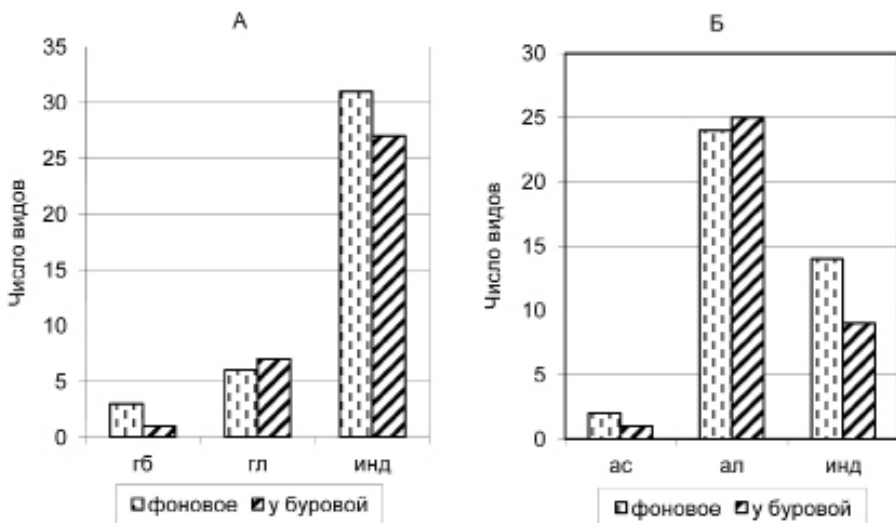 А
Число видов
35
30
25
20
15
10
5
0
гб гл инд
фоновое у буровой
Б
Число видов
30
25
20
15
10
5
0
ас ал инд
фоновое у буровой